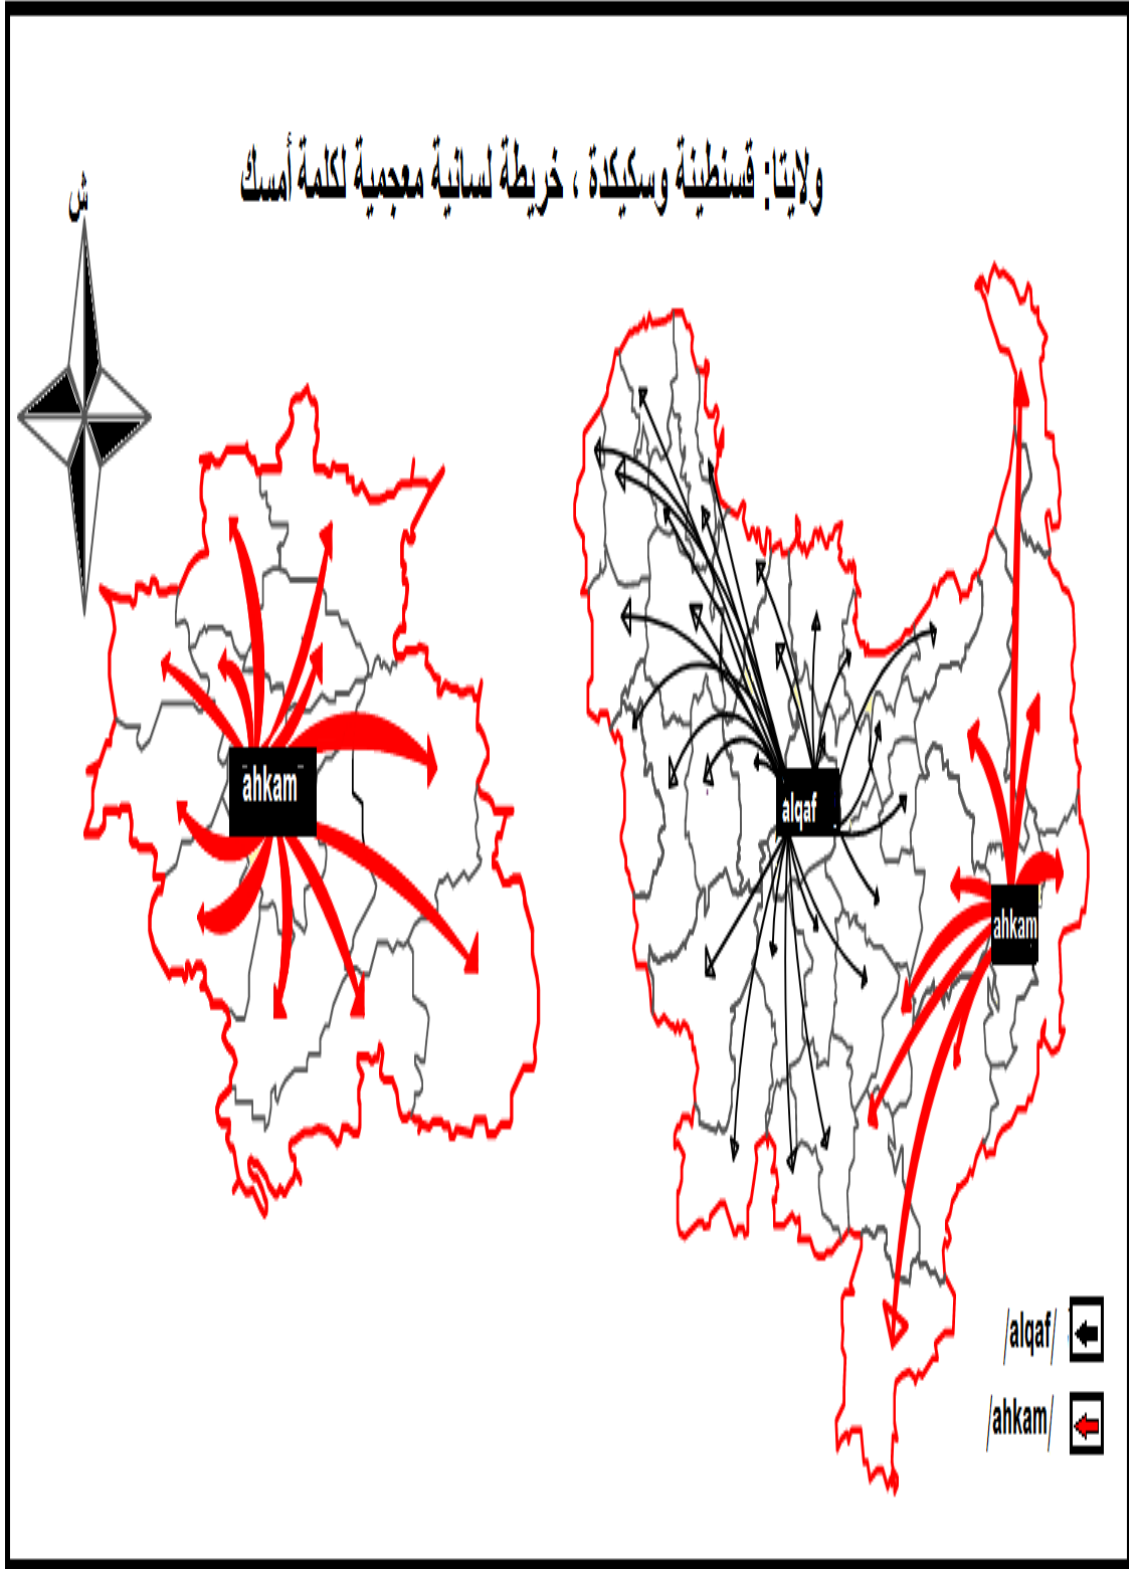 ولايتا: قسنطينة وسكيكدة ، خريطة لسانية معجمية لكلمة أمسك
ش
ahkam
alqaf
ahkam
/alqaf/
/ahkam/